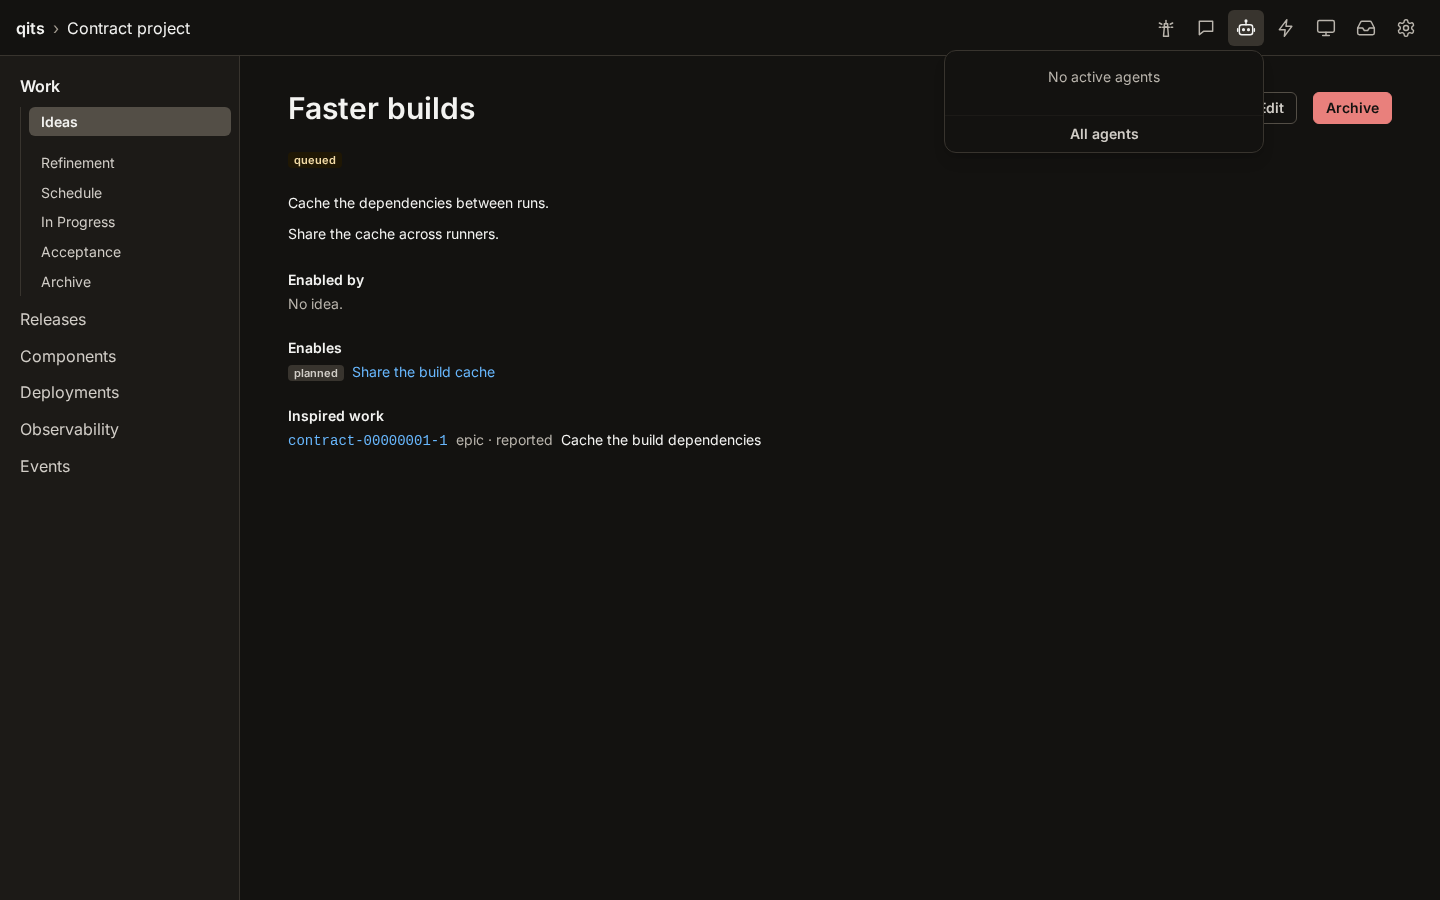 qits › Contract project
No active agents
All agents
Work
Ideas
Refinement
Schedule
In Progress
Acceptance
Archive
Releases
Components
Deployments
Observability
Events
Faster builds
Archive
queued
Cache the dependencies between runs.
Share the cache across runners.
Enabled by
No idea.
Enables
planned Share the build cache
Inspired work
contract-00000001-1 epic · reported Cache the build dependencies